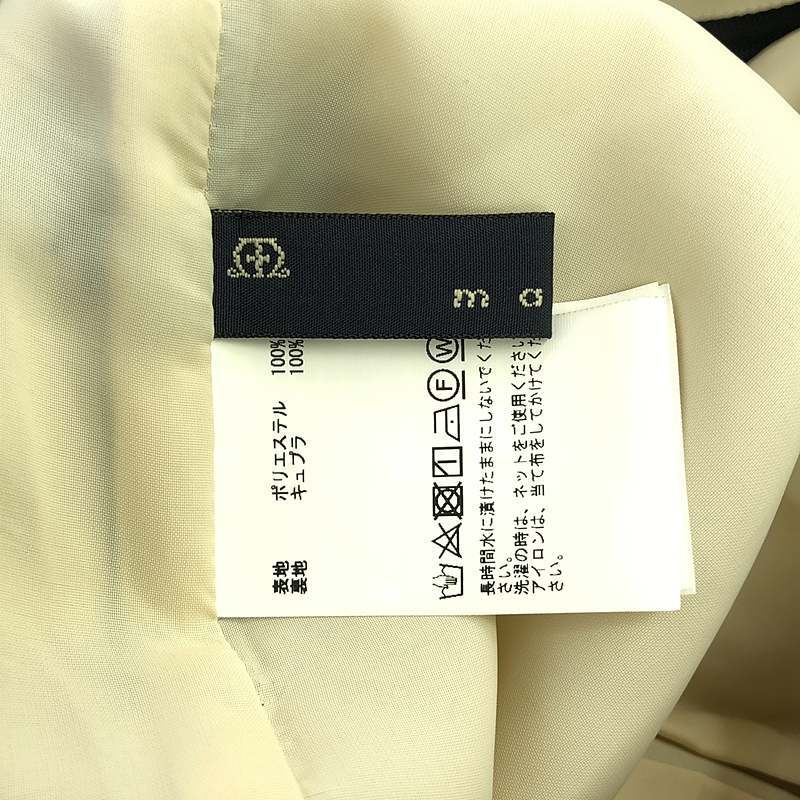 m a
表地 ポリエステル 100%
裏地 キュプラ 100%
F W
長時間水に漬けたままにしないでくだ
さい。
洗濯の時は、ネットをご使用ください
アイロンは、当て布をしてかけてくだ
さい。